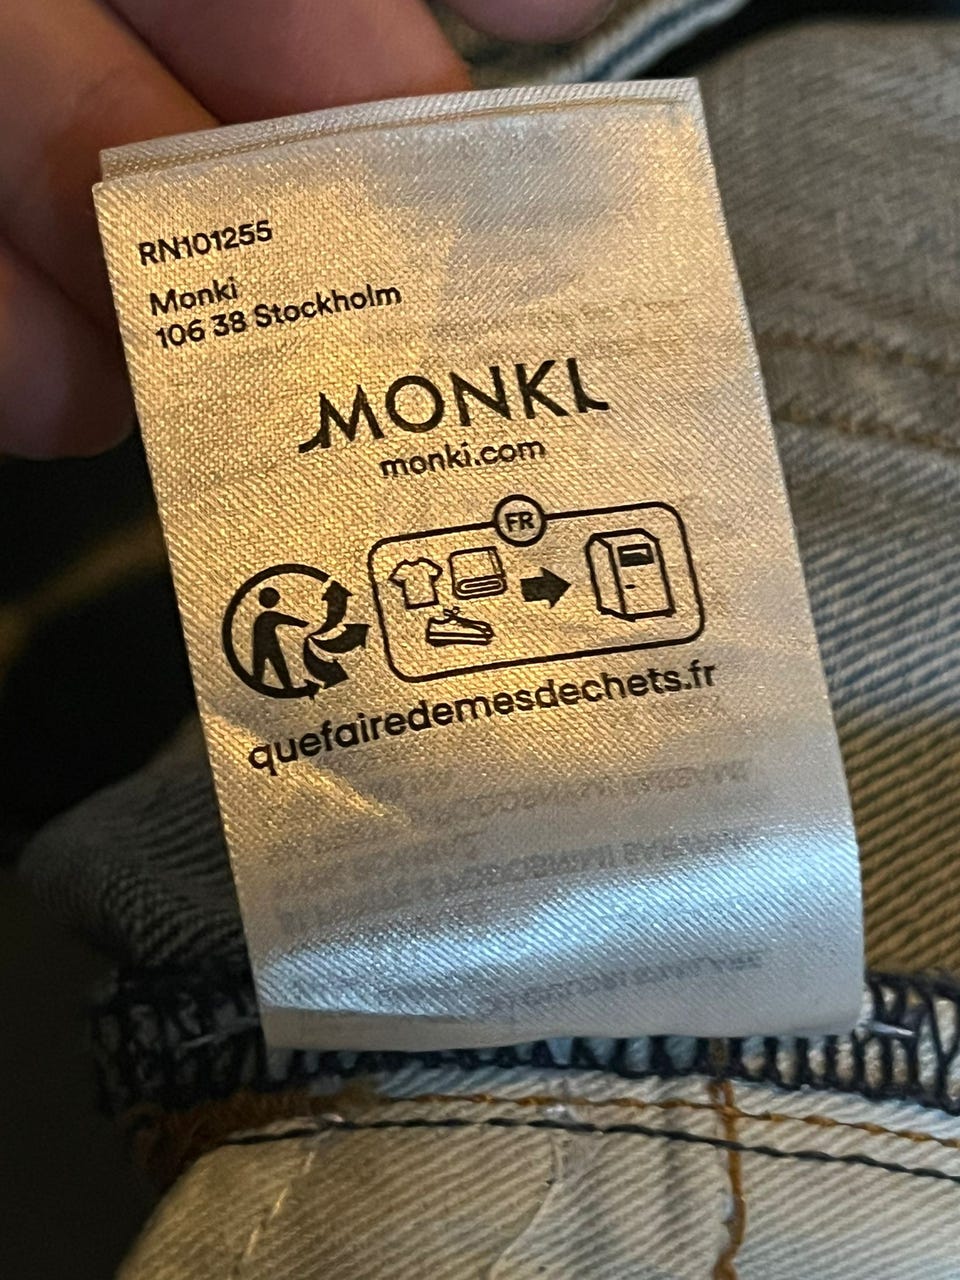 RN101255
Monki
106 38 Stockholm
MONKI
monki.com
FR
quefairedemesdechets.fr